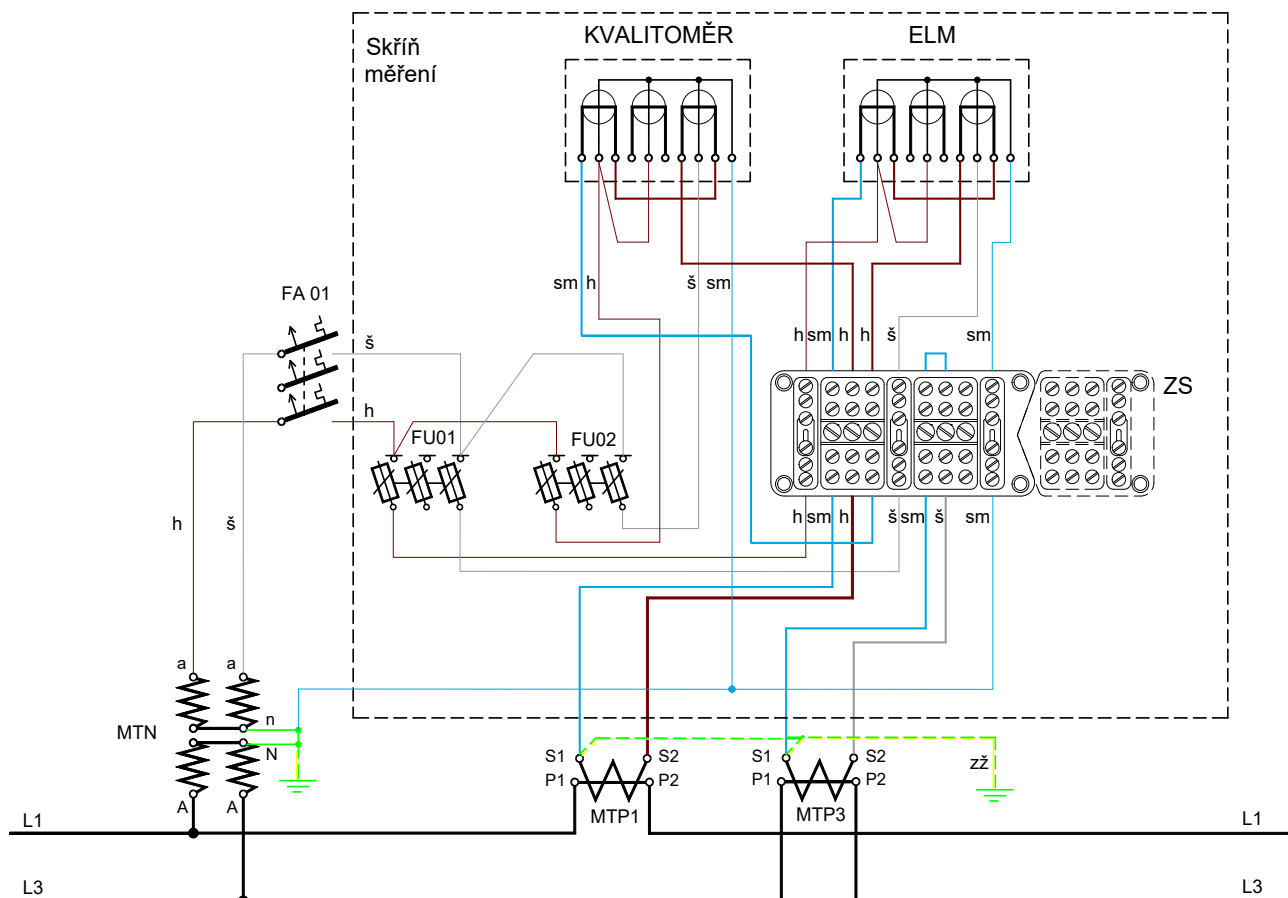 KVALITOMĚR ELM
Skříň
měření
sm h š sm
FA 01
š
h sm h h š sm
ZS
h
FU01 FU02
h š
h sm h š sm š sm
a a
n
MTN
N
S1 S2 S1 S2
zž
P1 P2 P1 P2
A A
MTP1 MTP3
L1 L1
L3 L3